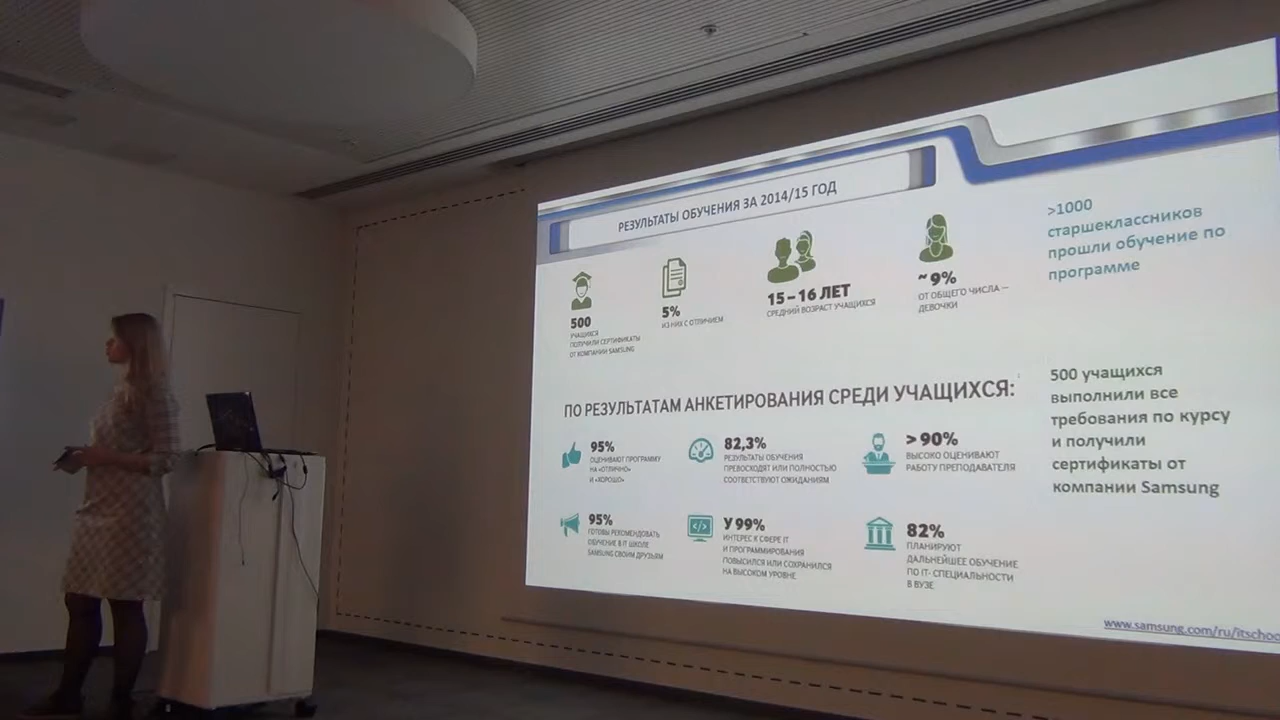 РЕЗУЛЬТАТЫ ОБУЧЕНИЯ ЗА 2014/15 ГОД
500
УЧАЩИХСЯ
ПОЛУЧИЛИ СЕРТИФИКАТЫ
ОТ КОМПАНИИ SAMSUNG
5%
ИЗ НИХ С ОТЛИЧИЕМ
15 – 16 ЛЕТ
СРЕДНИЙ ВОЗРАСТ УЧАЩИХСЯ
~ 9%
ОТ ОБЩЕГО ЧИСЛА –
ДЕВОЧКИ
>1000
старшеклассников
прошли обучение по
программе
ПО РЕЗУЛЬТАТАМ АНКЕТИРОВАНИЯ СРЕДИ УЧАЩИХСЯ:
95%
ОЦЕНИВАЮТ ПРОГРАММУ
НА «ОТЛИЧНО»
И «ХОРОШО»
82,3%
РЕЗУЛЬТАТЫ ОБУЧЕНИЯ
ПРЕВОСХОДЯТ ИЛИ ПОЛНОСТЬЮ
СООТВЕТСТВУЮТ ОЖИДАНИЯМ
> 90%
ВЫСОКО ОЦЕНИВАЮТ
РАБОТУ ПРЕПОДАВАТЕЛЯ
95%
ГОТОВЫ РЕКОМЕНДОВАТЬ
ОБУЧЕНИЕ В IT ШКОЛЕ
SAMSUNG СВОИМ ДРУЗЬЯМ
У 99%
ИНТЕРЕС К СФЕРЕ IT
И ПРОГРАММИРОВАНИЯ
ПОВЫСИЛСЯ ИЛИ СОХРАНИЛСЯ
НА ВЫСОКОМ УРОВНЕ
82%
ПЛАНИРУЮТ
ДАЛЬНЕЙШЕЕ ОБУЧЕНИЕ
ПО IT- СПЕЦИАЛЬНОСТИ
В ВУЗЕ
500 учащихся
выполнили все
требования по курсу
и получили
сертификаты от
компании Samsung
www.samsung.com/ru/itschoo